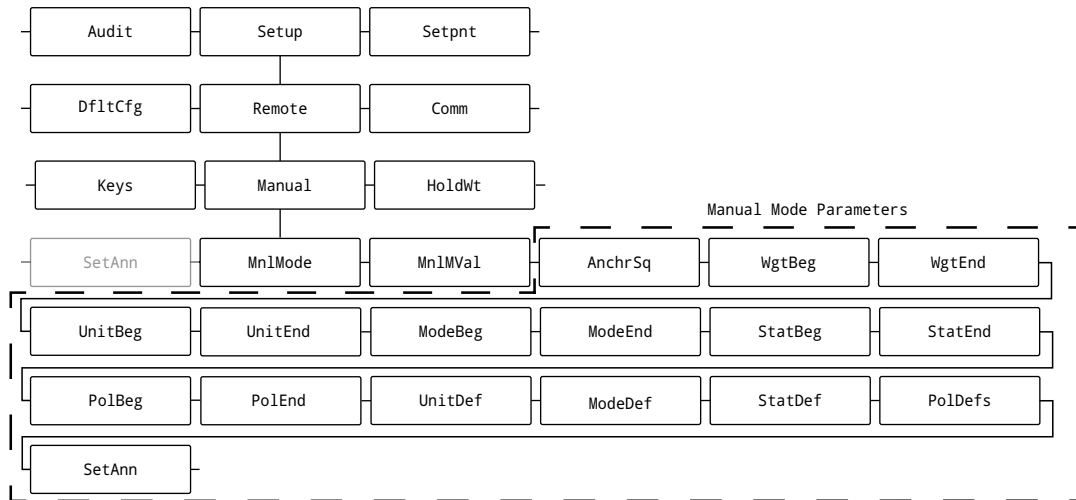 Audit Setup Setpnt
DfltCfg Remote Comm
Keys Manual HoldWt
Manual Mode Parameters
SetAnn MnlMode MnlMVal AnchrSq WgtBeg WgtEnd
UnitBeg UnitEnd ModeBeg ModeEnd StatBeg StatEnd
PolBeg PolEnd UnitDef ModeDef StatDef PolDefs
SetAnn